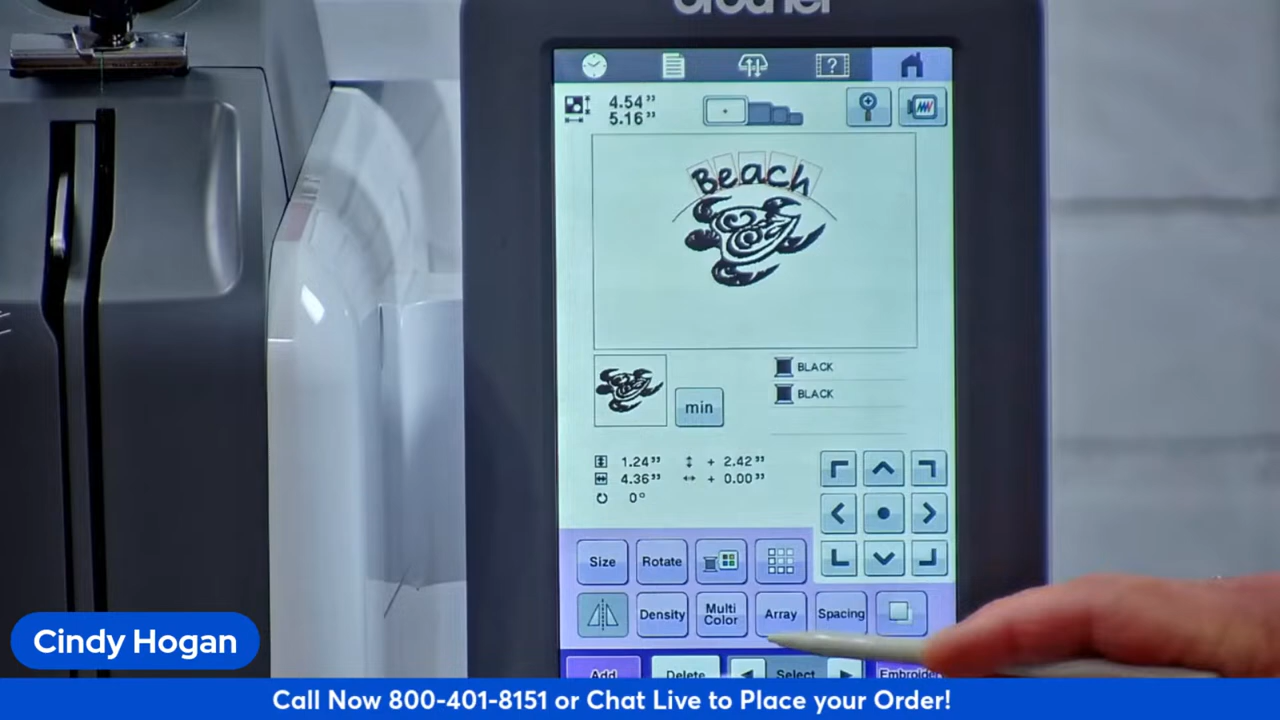 brother
?
4.54"
5.16"
Beach
BLACK
min
BLACK
1.24" + 2.42"
4.36" + 0.00"
0°
Size Rotate
Density Multi Color Array Spacing
Add Delete Select Embroider
Cindy Hogan
Call Now 800-401-8151 or Chat Live to Place your Order!